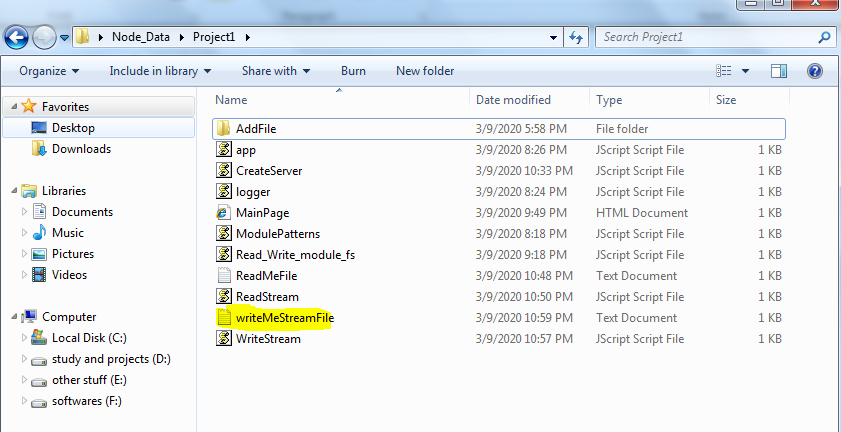 Node_Data Project1 Search Project1
Organize Include in library Share with Burn New folder
Favorites
Desktop
Downloads
Libraries
Documents
Music
Pictures
Videos
Computer
Local Disk (C:)
study and projects (D:)
other stuff (E:)
softwares (F:)
Name Date modified Type Size
AddFile 3/9/2020 5:58 PM File folder
app 3/9/2020 8:26 PM JScript Script File 1 KB
CreateServer 3/9/2020 10:33 PM JScript Script File 1 KB
logger 3/9/2020 8:24 PM JScript Script File 1 KB
MainPage 3/9/2020 9:49 PM HTML Document 1 KB
ModulePatterns 3/9/2020 8:18 PM JScript Script File 1 KB
Read_Write_module_fs 3/9/2020 9:18 PM JScript Script File 1 KB
ReadMeFile 3/9/2020 10:48 PM Text Document 1 KB
ReadStream 3/9/2020 10:50 PM JScript Script File 1 KB
writeMeStreamFile 3/9/2020 10:59 PM Text Document 1 KB
WriteStream 3/9/2020 10:57 PM JScript Script File 1 KB